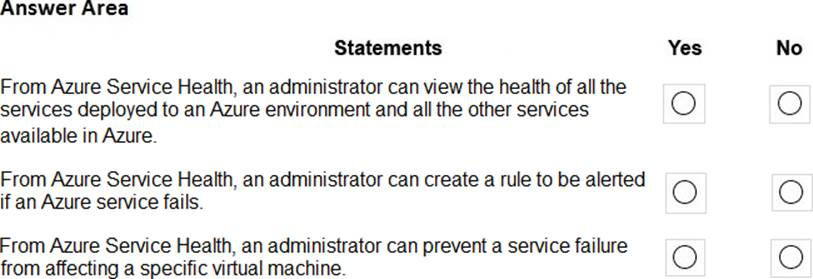 Answer Area
Statements Yes No
From Azure Service Health, an administrator can view the health of all the
services deployed to an Azure environment and all the other services
available in Azure.
From Azure Service Health, an administrator can create a rule to be alerted
if an Azure service fails.
From Azure Service Health, an administrator can prevent a service failure
from affecting a specific virtual machine.